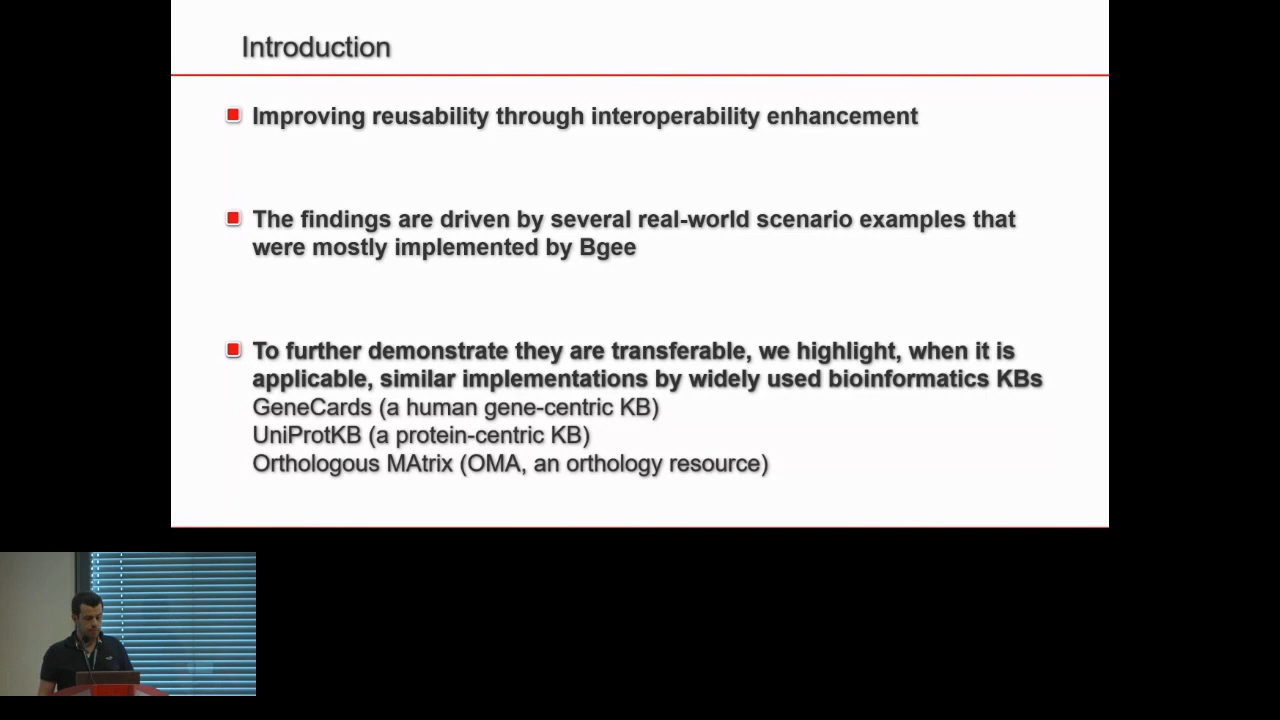 Introduction
Improving reusability through interoperability enhancement
The findings are driven by several real-world scenario examples that
were mostly implemented by Bgee
To further demonstrate they are transferable, we highlight, when it is
applicable, similar implementations by widely used bioinformatics KBs
GeneCards (a human gene-centric KB)
UniProtKB (a protein-centric KB)
Orthologous MAtrix (OMA, an orthology resource)